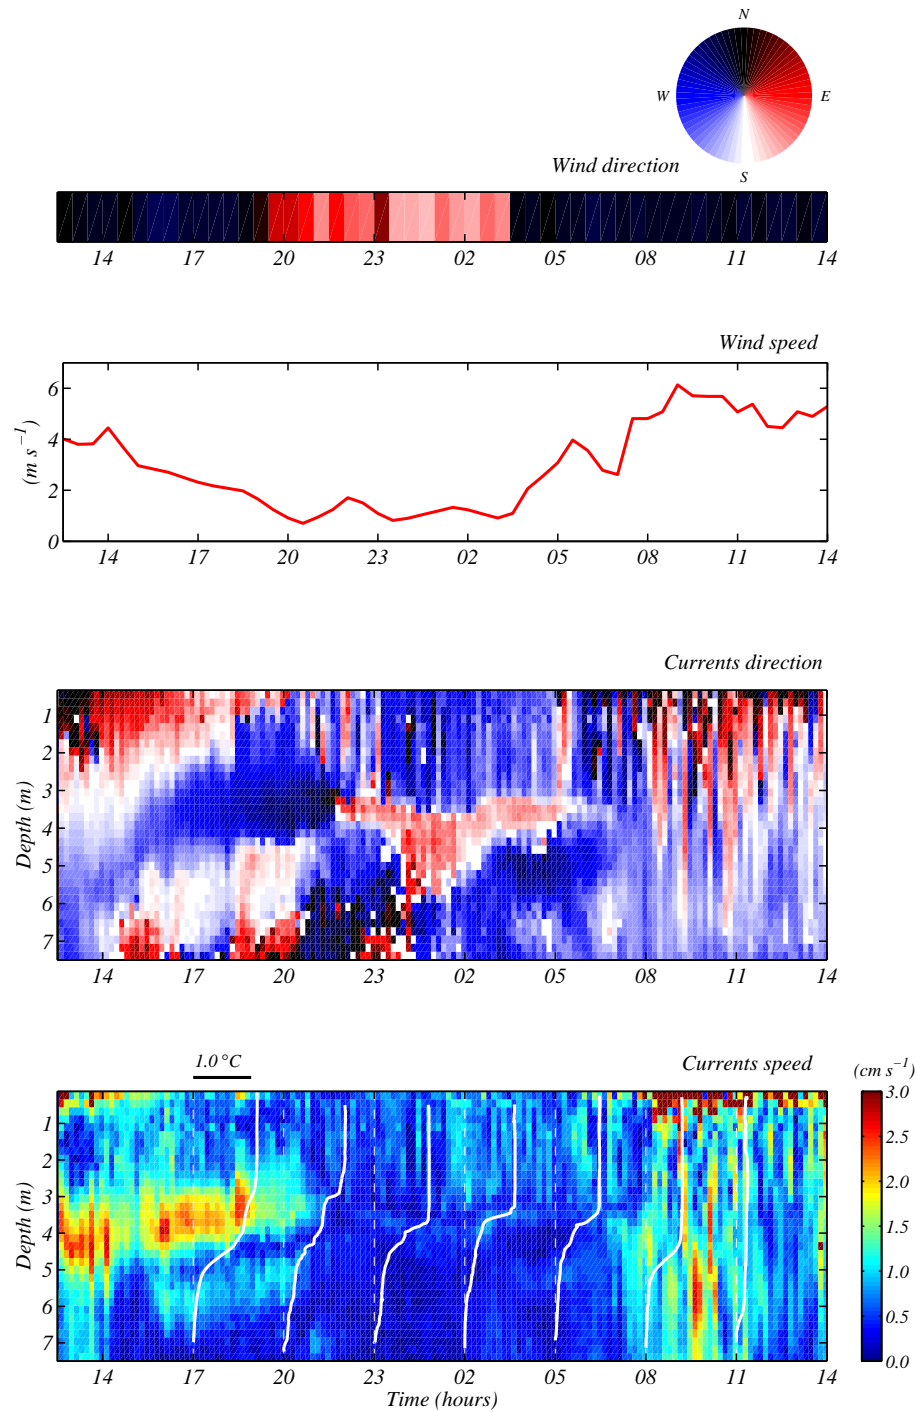 N
W E
S
Wind direction
14 17 20 23 02 05 08 11 14
Wind speed
6
4
2
0
(m s⁻¹)
14 17 20 23 02 05 08 11 14
Currents direction
1
2
3
4
5
6
7
Depth (m)
14 17 20 23 02 05 08 11 14
1.0 °C
Currents speed
(cm s⁻¹)
1
2
3
4
5
6
7
Depth (m)
3.0
2.5
2.0
1.5
1.0
0.5
0.0
14 17 20 23 02 05 08 11 14
Time (hours)